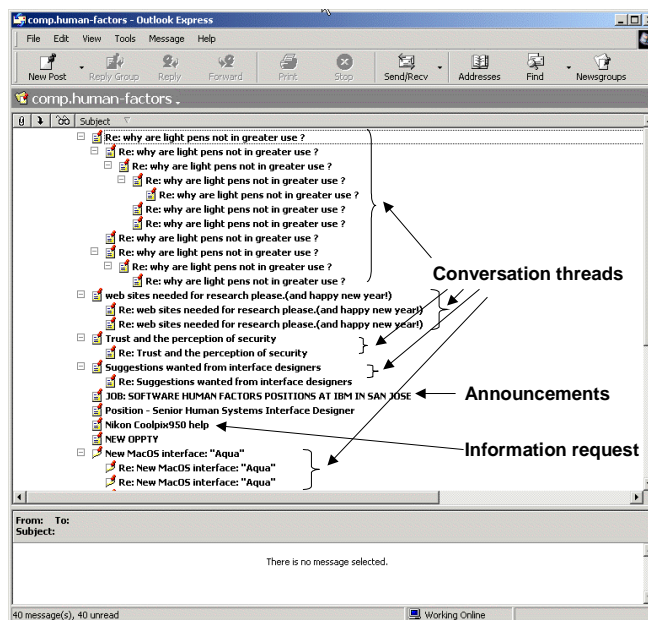 comp.human-factors - Outlook Express
File Edit View Tools Message Help
New Post Reply Group Reply Forward Print Stop Send/Recv Addresses Find Newsgroups
comp.human-factors
Subject
Re: why are light pens not in greater use ?
Re: why are light pens not in greater use ?
Re: why are light pens not in greater use ?
Re: why are light pens not in greater use ?
Re: why are light pens not in greater use ?
Re: why are light pens not in greater use ?
Re: why are light pens not in greater use ?
Re: why are light pens not in greater use ?
Re: why are light pens not in greater use ?
Re: why are light pens not in greater use ?
Re: why are light pens not in greater use ?
Conversation threads
web sites needed for research please.(and happy new year!)
Re: web sites needed for research please.(and happy new year!)
Re: web sites needed for research please.(and happy new year!)
Trust and the perception of security
Re: Trust and the perception of security
Suggestions wanted from interface designers
Re: Suggestions wanted from interface designers
JOB: SOFTWARE HUMAN FACTORS POSITIONS AT IBM IN SAN JOSE
Announcements
Position - Senior Human Systems Interface Designer
Nikon Coolpix950 help
NEW OPPTY
Information request
New MacOS interface: "Aqua"
Re: New MacOS interface: "Aqua"
Re: New MacOS interface: "Aqua"
From: To:
Subject:
There is no message selected.
40 message(s), 40 unread
Working Online